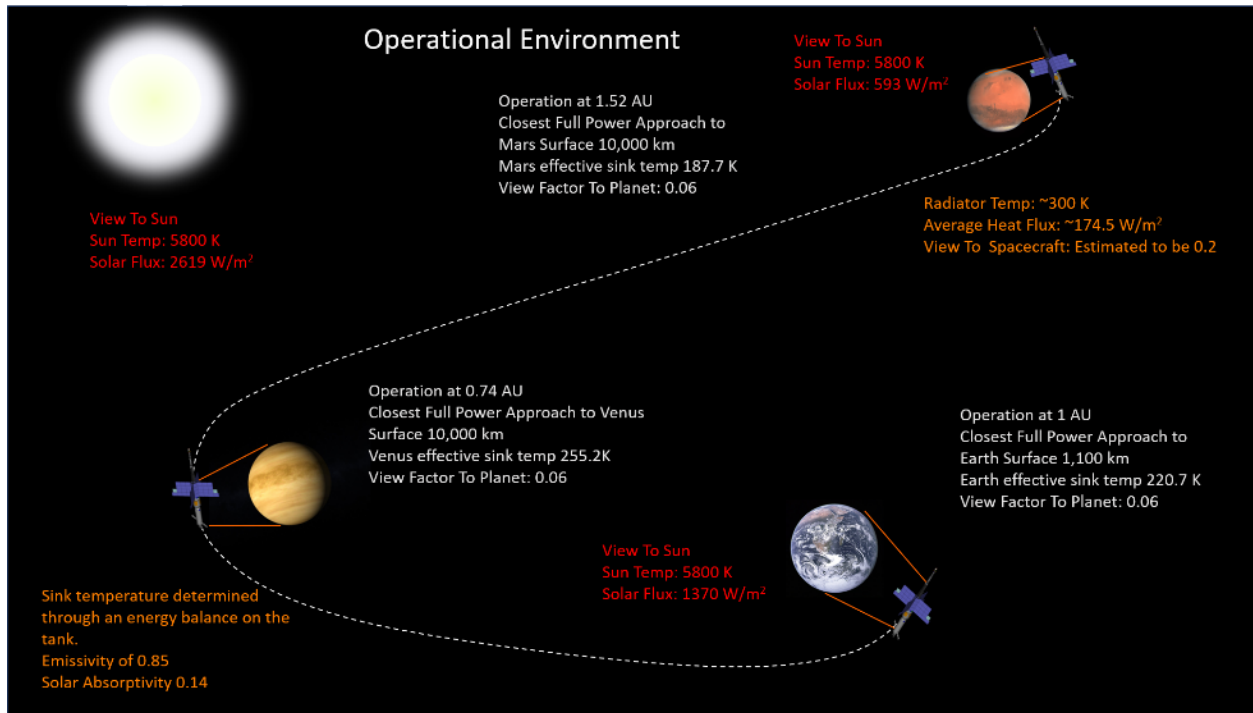 Operational Environment
View To Sun
Sun Temp: 5800 K
Solar Flux: 593 W/m²
Operation at 1.52 AU
Closest Full Power Approach to
Mars Surface 10,000 km
Mars effective sink temp 187.7 K
View Factor To Planet: 0.06
View To Sun
Sun Temp: 5800 K
Solar Flux: 2619 W/m²
Radiator Temp: ~300 K
Average Heat Flux: ~174.5 W/m²
View To  Spacecraft: Estimated to be 0.2
Operation at 0.74 AU
Closest Full Power Approach to Venus
Surface 10,000 km
Venus effective sink temp 255.2K
View Factor To Planet: 0.06
Operation at 1 AU
Closest Full Power Approach to
Earth Surface 1,100 km
Earth effective sink temp 220.7 K
View Factor To Planet: 0.06
View To Sun
Sun Temp: 5800 K
Solar Flux: 1370 W/m²
Sink temperature determined
through an energy balance on the
tank.
Emissivity of 0.85
Solar Absorptivity 0.14